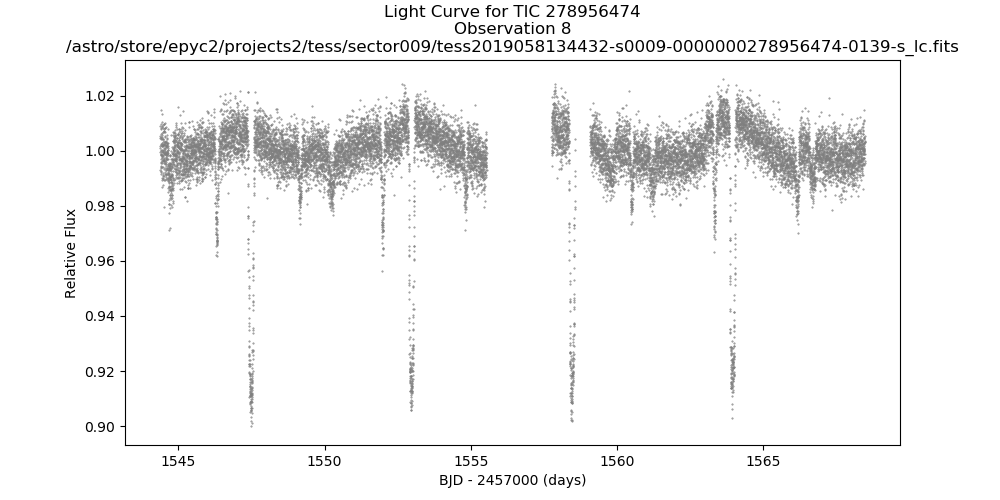 Light Curve for TIC 278956474
Observation 8
/astro/store/epyc2/projects2/tess/sector009/tess2019058134432-s0009-0000000278956474-0139-s_lc.fits
1.02
1.00
0.98
0.96
0.94
0.92
0.90
Relative Flux
1545
1550
1555
1560
1565
BJD - 2457000 (days)